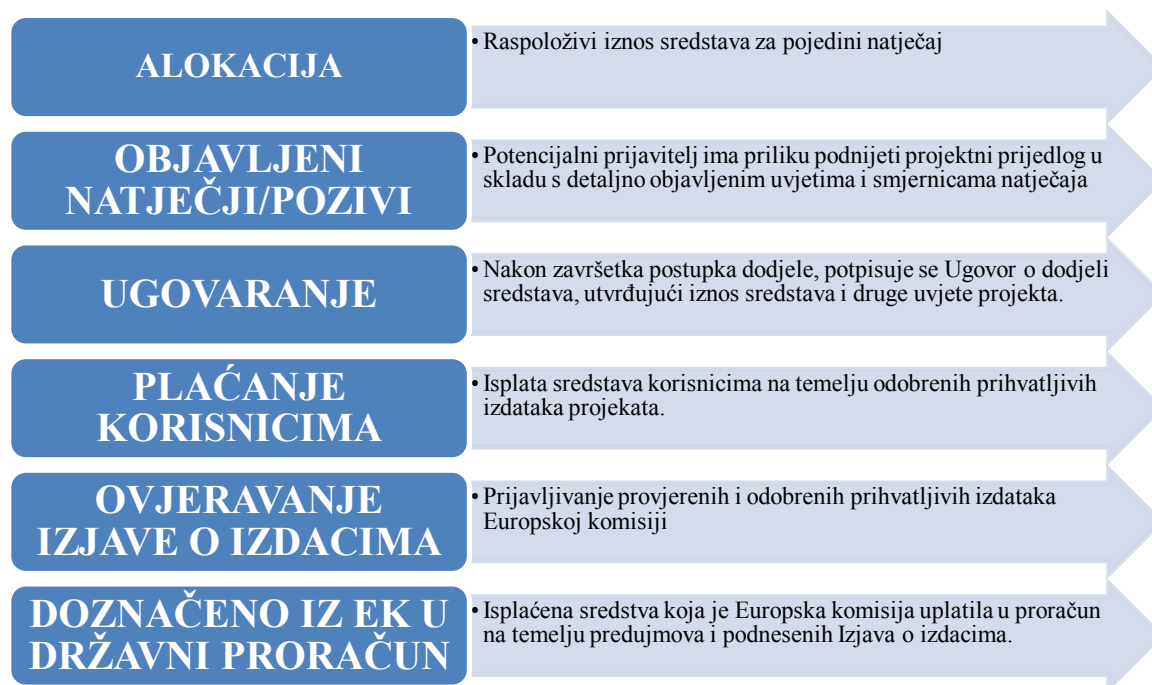 ALOKACIJA
• Raspoloživi iznos sredstava za pojedini natječaj
OBJAVLJENI
NATJEČJI/POZIVI
• Potencijalni prijavitelj ima priliku podnijeti projektni prijedlog u
skladu s detaljno objavljenim uvjetima i smjernicama natječaja
UGOVARANJE
• Nakon završetka postupka dodjele, potpisuje se Ugovor o dodjeli
sredstava, utvrđujući iznos sredstava i druge uvjete projekta.
PLAĆANJE
KORISNICIMA
• Isplata sredstava korisnicima na temelju odobrenih prihvatljivih
izdataka projekata.
OVJERAVANJE
IZJAVE O IZDACIMA
• Prijavljivanje provjerenih i odobrenih prihvatljivih izdataka
Europskoj komisiji
DOZNAČENO IZ EK U
DRŽAVNI PRORAČUN
• Isplaćena sredstva koja je Europska komisija uplatila u proračun
na temelju predujmova i podnesenih Izjava o izdacima.